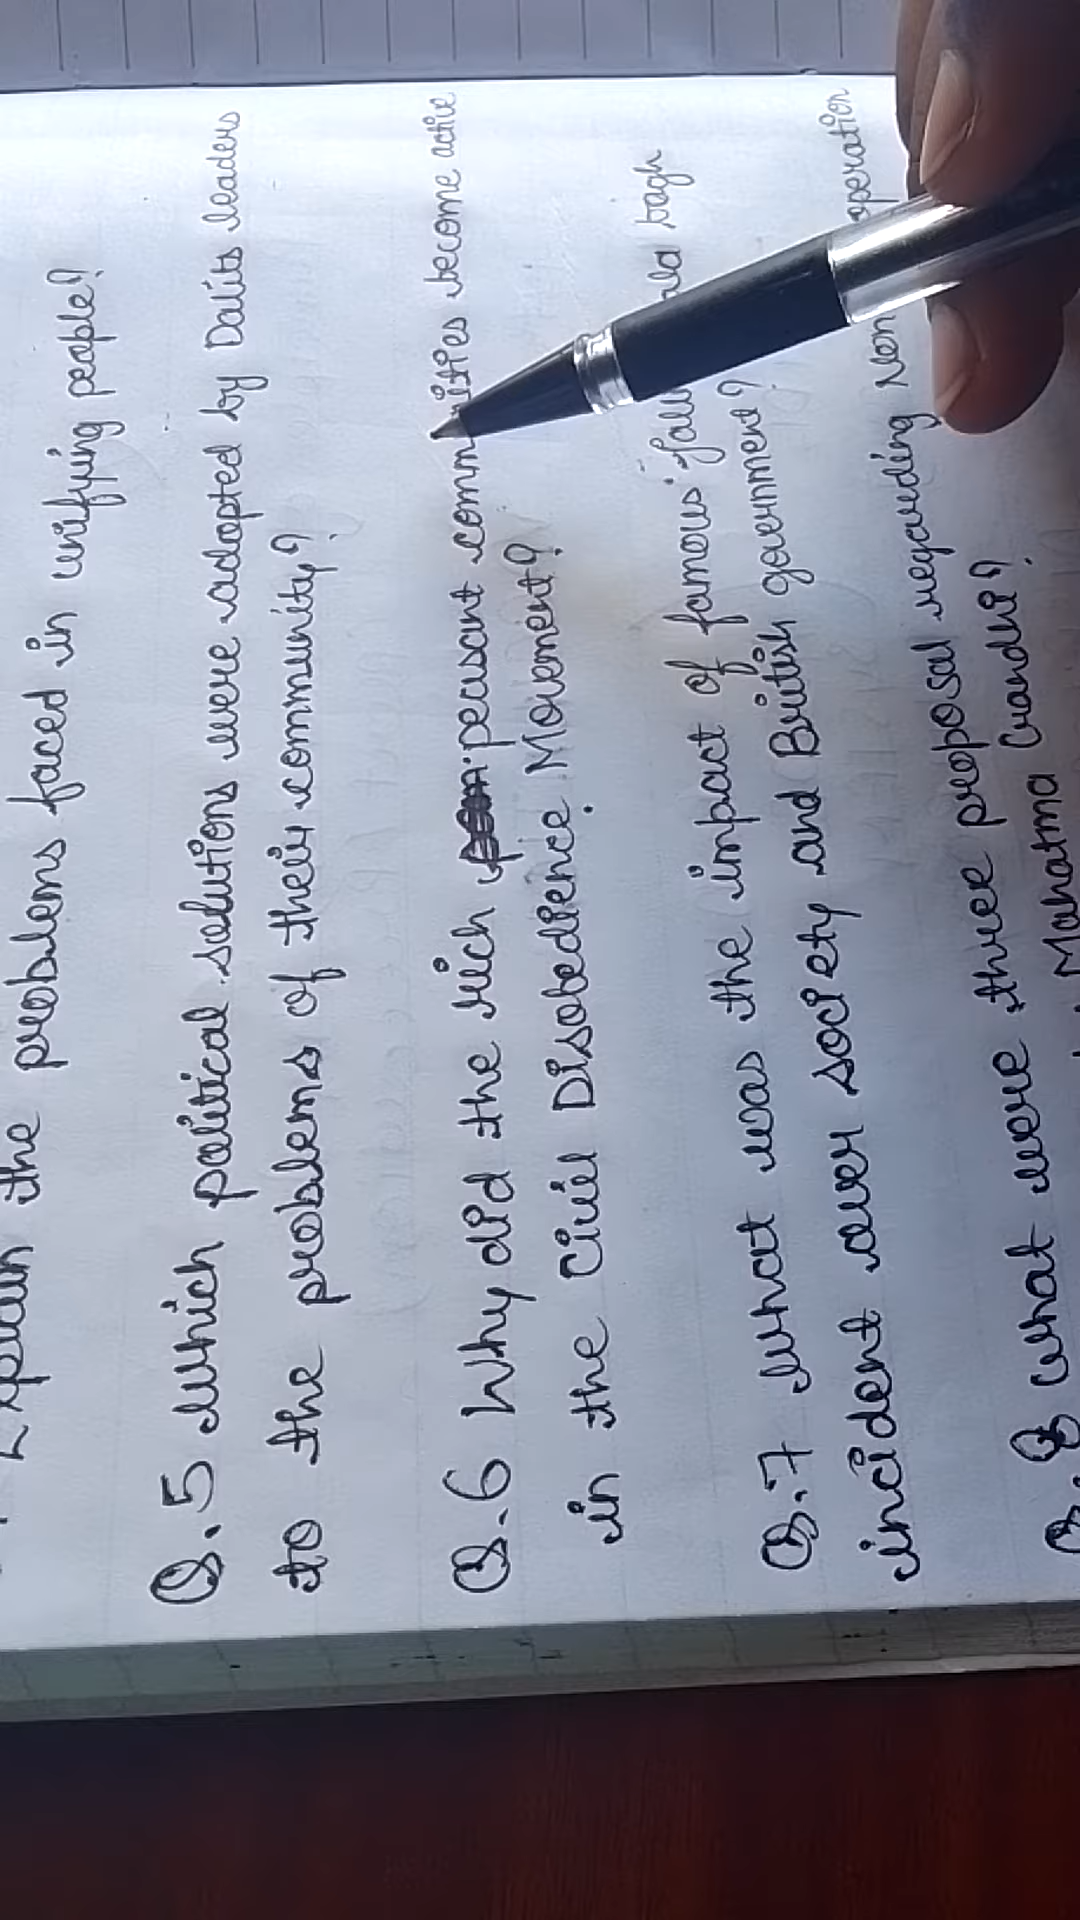 the problems faced in unifying people?
Q.5 Which political solutions were adopted by Dalits leaders
to the problems of their community?
Q.6 Why did the rich peasant become active
in the Civil Disobedience Movement?
Q.7 What was the impact of famous bagh
incident over society and British government?
Q.8 What were three proposal regarding Non
Mahatma Gandhi?